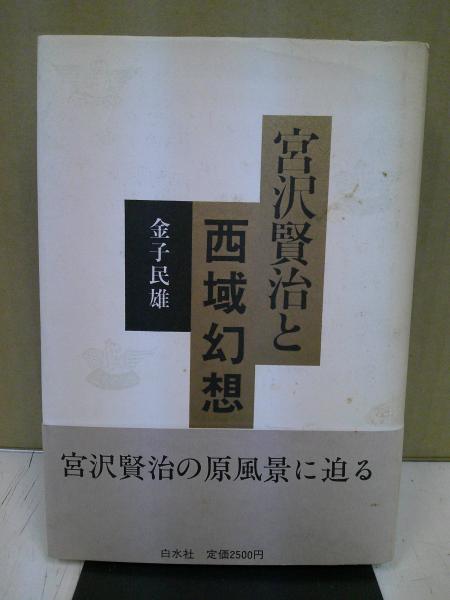 宮沢賢治と
西域幻想
金子民雄
宮沢賢治の原風景に迫る
白水社 定価2500円